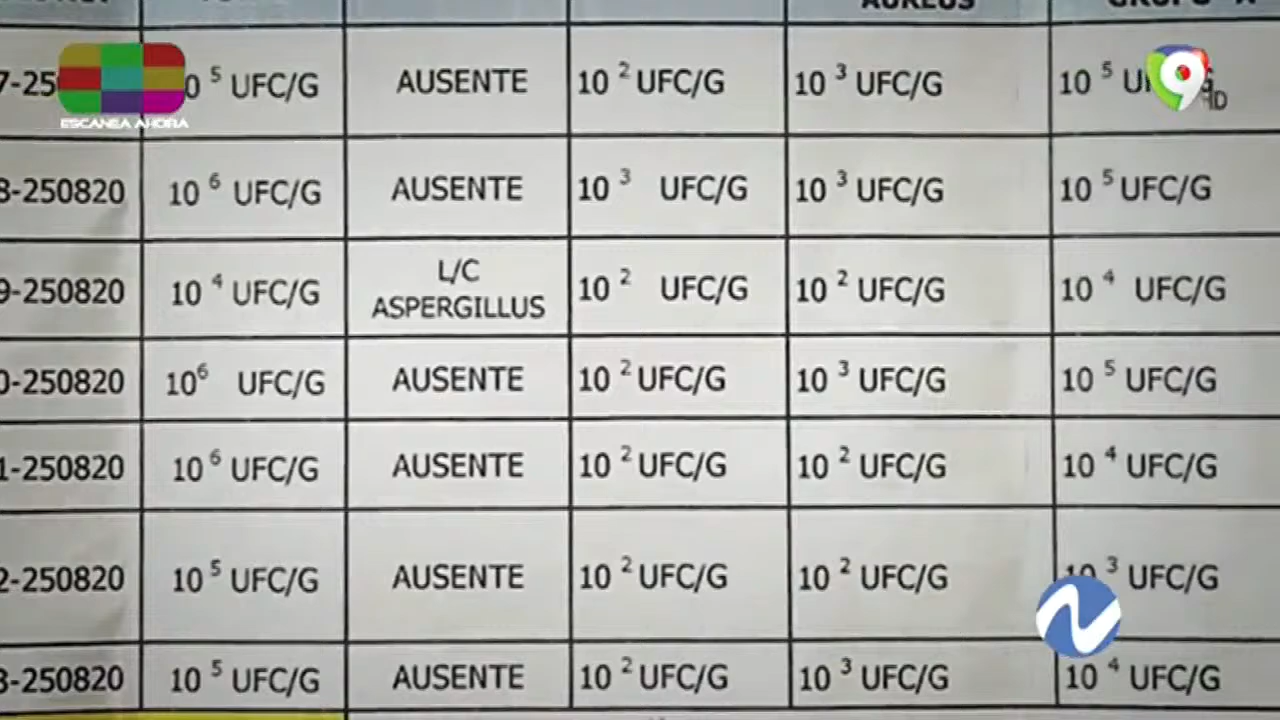 AUREUS
7-25 0 5 UFC/G AUSENTE 10 2 UFC/G 10 3 UFC/G 10 5
ESCANEA AHORA
9
HD
8-250820 10 6 UFC/G AUSENTE 10 3 UFC/G 10 3 UFC/G 10 5 UFC/G
9-250820 10 4 UFC/G L/C 10 2 UFC/G 10 2 UFC/G 10 4 UFC/G
ASPERGILLUS
0-250820 10 6 UFC/G AUSENTE 10 2 UFC/G 10 3 UFC/G 10 5 UFC/G
1-250820 10 6 UFC/G AUSENTE 10 2 UFC/G 10 2 UFC/G 10 4 UFC/G
2-250820 10 5 UFC/G AUSENTE 10 2 UFC/G 10 2 UFC/G 10 3 UFC/G
3-250820 10 5 UFC/G AUSENTE 10 2 UFC/G 10 3 UFC/G 10 4 UFC/G